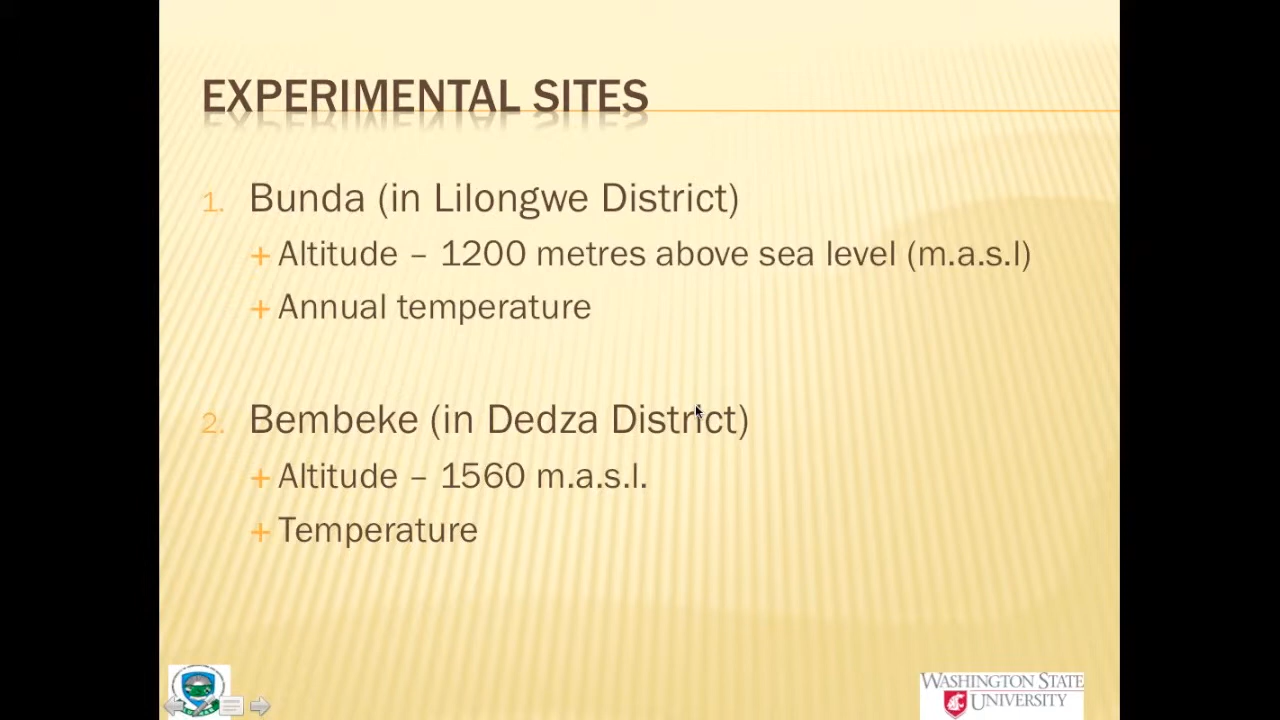 EXPERIMENTAL SITES
1. Bunda (in Lilongwe District)
+ Altitude – 1200 metres above sea level (m.a.s.l)
+ Annual temperature
2. Bembeke (in Dedza District)
+ Altitude – 1560 m.a.s.l.
+ Temperature
WASHINGTON STATE
UNIVERSITY